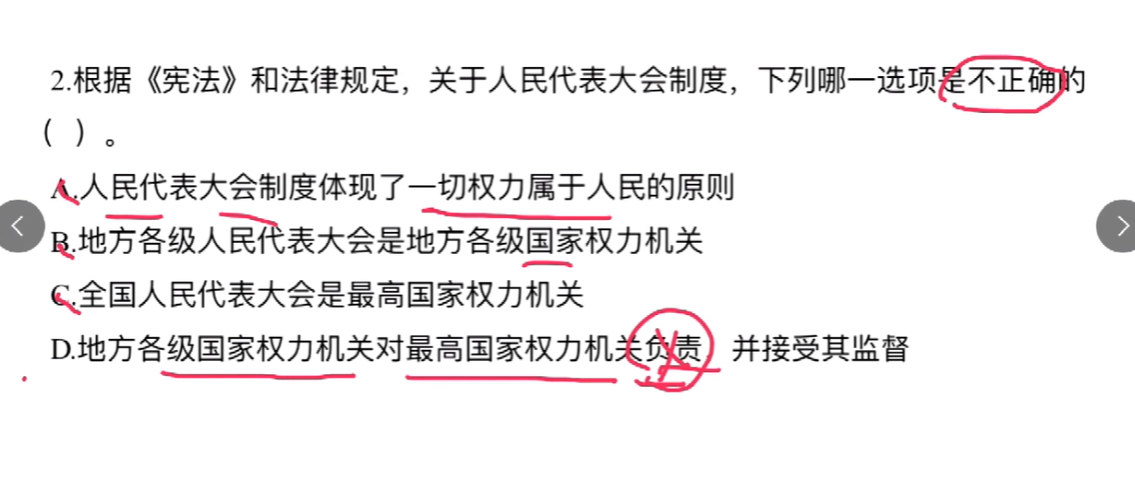 2.根据《宪法》和法律规定，关于人民代表大会制度，下列哪一选项是不正确的
（ ）。
A.人民代表大会制度体现了一切权力属于人民的原则
B.地方各级人民代表大会是地方各级国家权力机关
C.全国人民代表大会是最高国家权力机关
D.地方各级国家权力机关对最高国家权力机关负责，并接受其监督